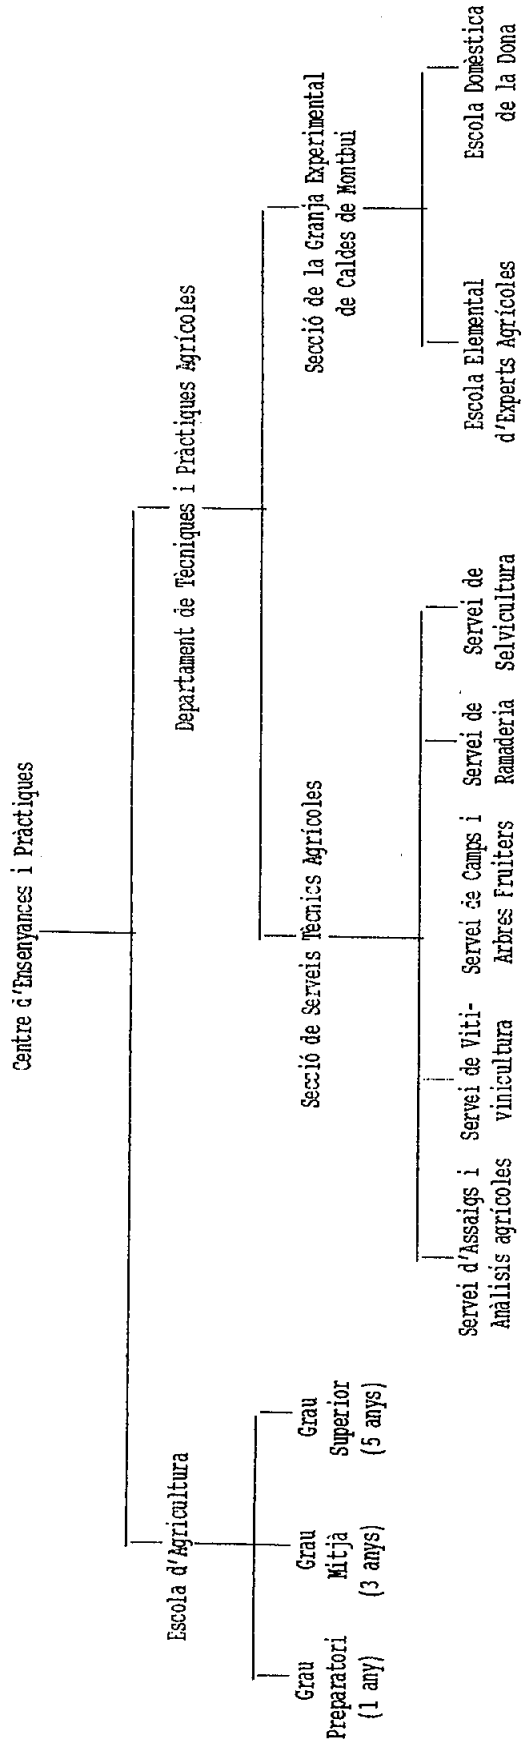 Centre d'Ensenyances i Pràctiques
Escola d'Agricultura
Departament de Tècniques i Pràctiques Agrícoles
Grau
Preparatori
(1 any)
Grau
Mitjà
(3 anys)
Grau
Superior
(5 anys)
Secció de Serveis Tècnics Agrícoles
Secció de la Granja Experimental
de Caldes de Montbui
Servei d'Assaigs i
Anàlisis agrícoles
Servei de Viti-
vinicultura
Servei de Camps i
Arbres Fruiters
Servei de
Ramaderia
Servei de
Selvicultura
Escola Elemental
d'Experts Agrícoles
Escola Domèstica
de la Dona